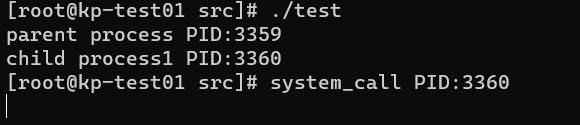 [root@kp-test01 src]# ./test
parent process PID:3359
child process1 PID:3360
[root@kp-test01 src]# system_call PID:3360